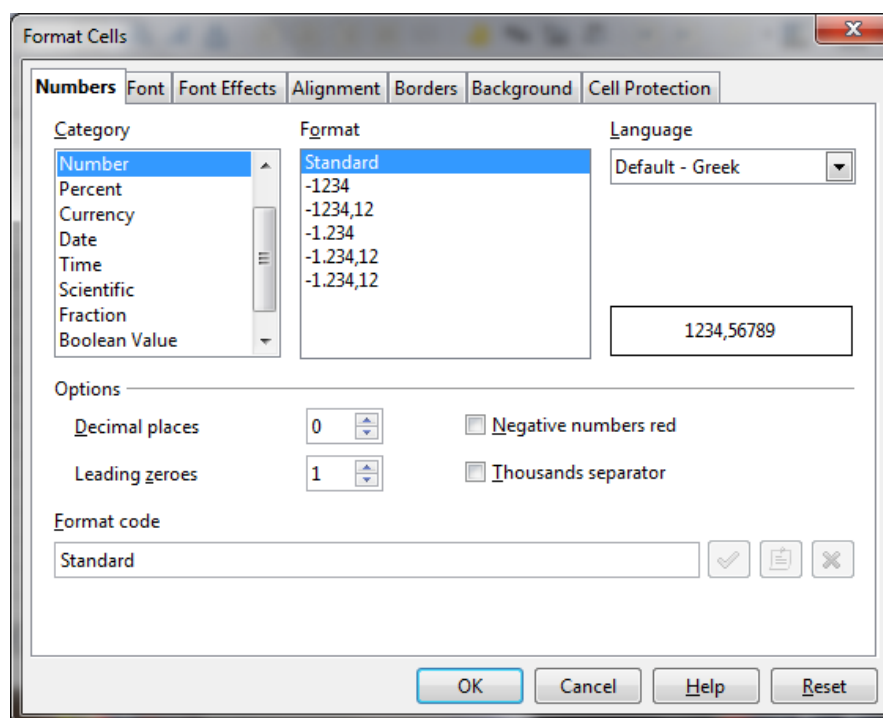 Format Cells
Numbers Font Font Effects Alignment Borders Background Cell Protection
Category
Number
Percent
Currency
Date
Time
Scientific
Fraction
Boolean Value
Format
Standard
-1234
-1234,12
-1.234
-1.234,12
-1.234,12
Language
Default - Greek
1234,56789
Options
Decimal places 0 Negative numbers red
Leading zeroes 1 Thousands separator
Format code
Standard
OK Cancel Help Reset